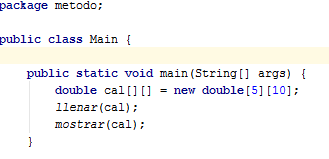 package metodo;
public class Main {
public static void main(String[] args) {
double cal[][] = new double[5][10];
llenar(cal);
mostrar(cal);
}